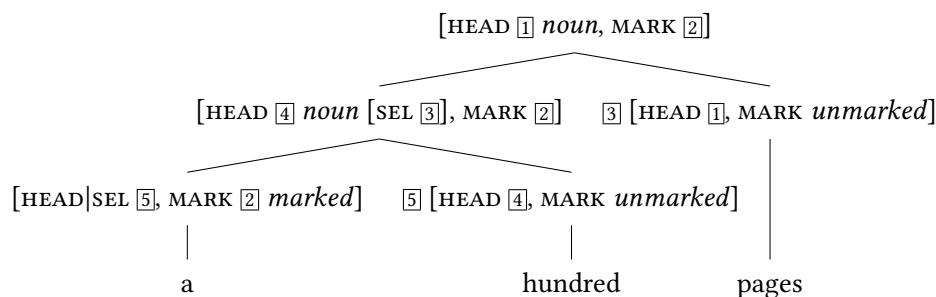 [HEAD 1 noun, MARK 2]
[HEAD 4 noun [SEL 3], MARK 2] 3 [HEAD 1, MARK unmarked]
[HEAD|SEL 5, MARK 2 marked] 5 [HEAD 4, MARK unmarked]
a hundred pages